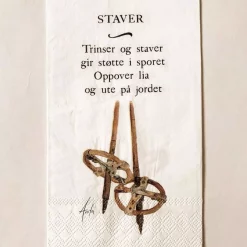 STAVER
Trinser og staver
gir støtte i sporet
Oppover lia
og ute på jordet